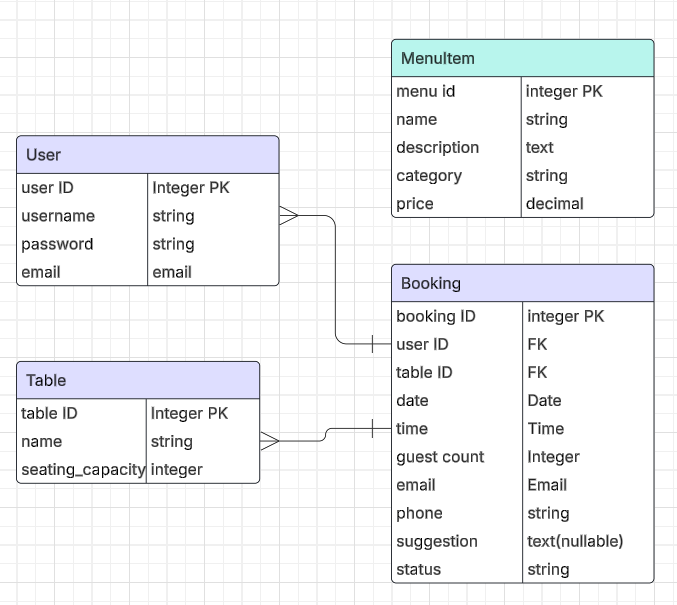 MenuItem
menu id integer PK
name string
description text
category string
price decimal
User
user ID Integer PK
username string
password string
email email
Booking
booking ID integer PK
user ID FK
table ID FK
date Date
time Time
guest count Integer
email Email
phone string
suggestion text(nullable)
status string
Table
table ID Integer PK
name string
seating_capacity integer